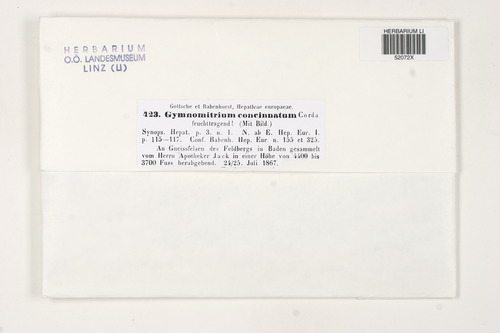 HERBARIUM
O.Ö. LANDESMUSEUM
LINZ (LI)
HERBARIUM LI
52072X
Gottsche et Rabenhorst, Hepaticae europaeae.
423. Gymnomitrium concinnatum Corda
feuchttragend! (Mit Bild.)
Synops. Hepat. p. 3. n. 1. N. ab E. Hep. Eur. I.
p. 115—117. Conf. Rabenh. Hep. Eur. n. 155 et 325.
An Gneissfelsen des Feldbergs in Baden gesammelt
vom Herrn Apotheker Jack in einer Höhe von 4400 bis
3700 Fuss herabgehend. 24/25. Juli 1867.